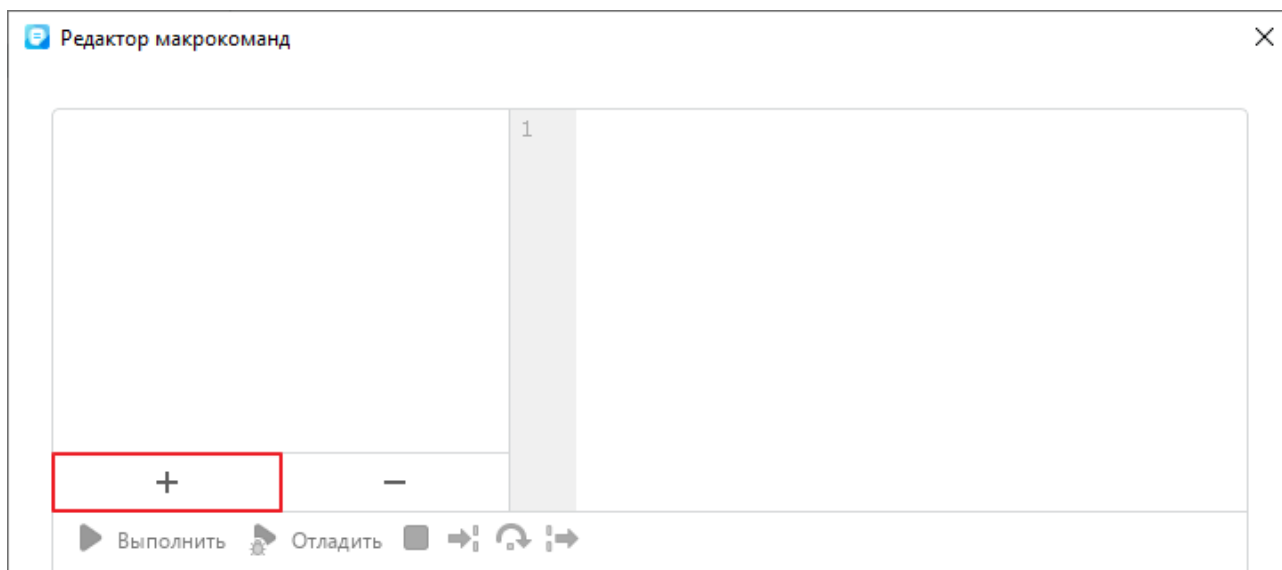 Редактор макрокоманд
1
Выполнить Отладить